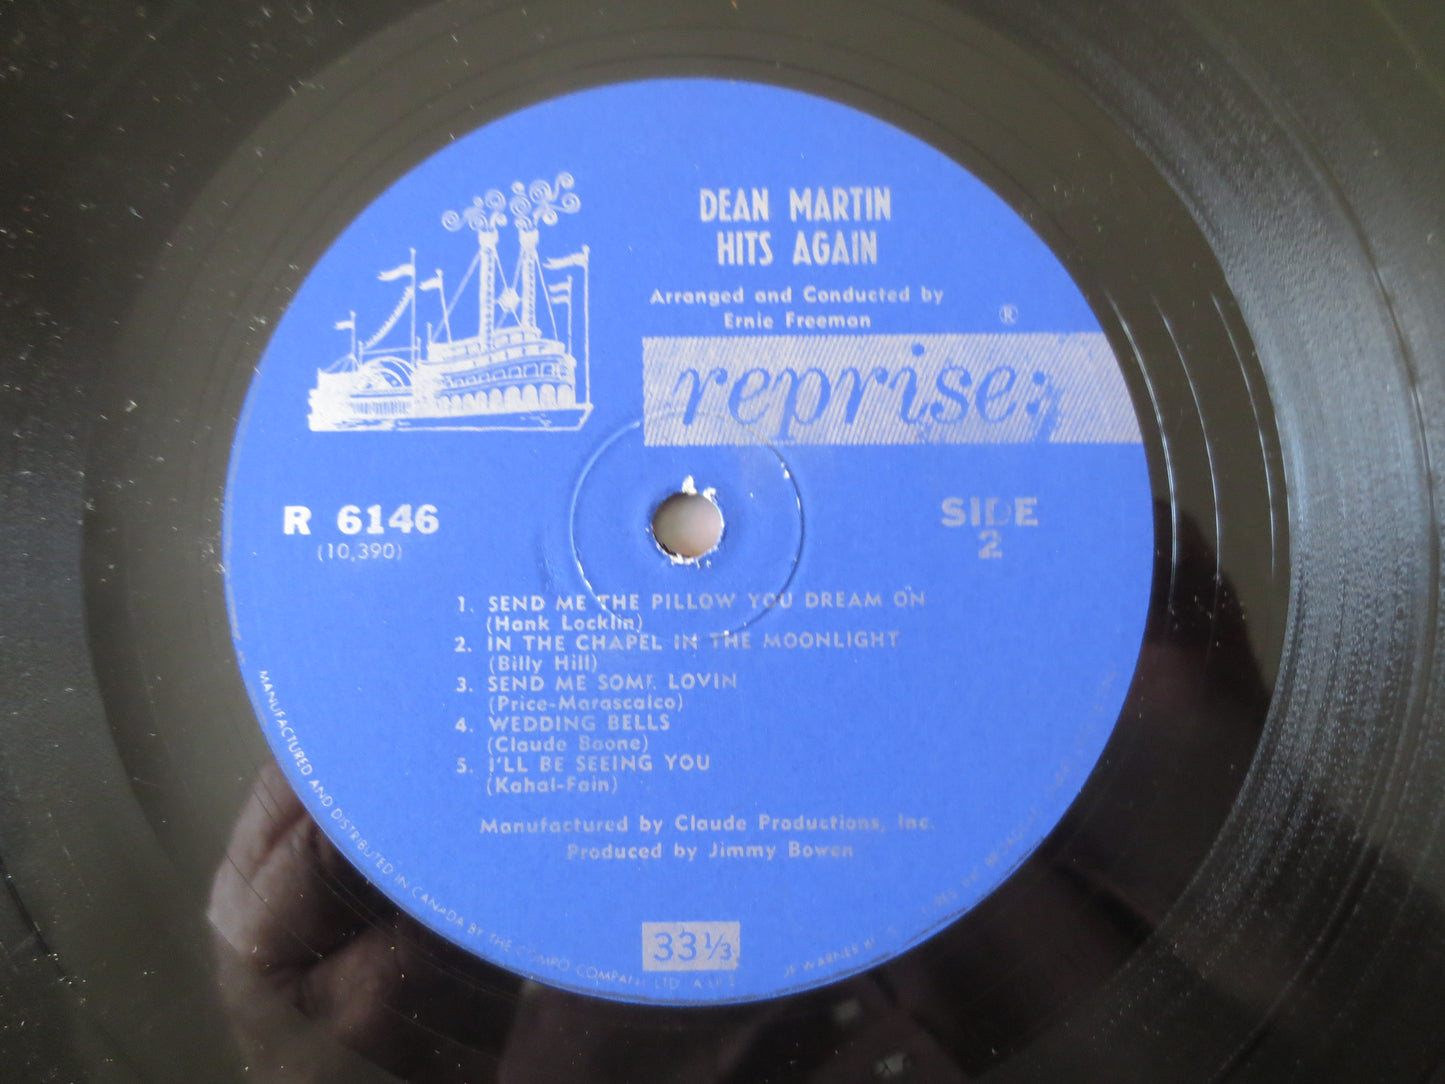 DEAN MARTIN
HITS AGAIN
Arranged and Conducted by
Ernie Freeman
®
reprise:
R 6146
(10,390)
SIDE
2
1. SEND ME THE PILLOW YOU DREAM ON
(Hank Locklin)
2. IN THE CHAPEL IN THE MOONLIGHT
(Billy Hill)
3. SEND ME SOME LOVIN
(Price-Marascalco)
4. WEDDING BELLS
(Claude Boone)
5. I'LL BE SEEING YOU
(Kahal-Fain)
Manufactured by Claude Productions, Inc.
Produced by Jimmy Bowen
33⅓
MANUFACTURED AND DISTRIBUTED IN CANADA BY THE COMPO COMPANY LTD. OF WARNER